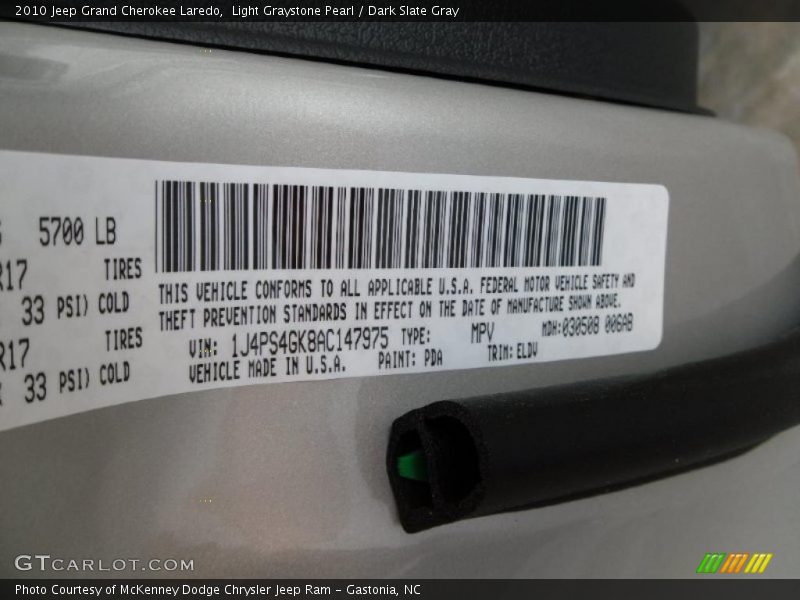 2010 Jeep Grand Cherokee Laredo, Light Graystone Pearl / Dark Slate Gray
5700 LB
R17 TIRES
33 PSI) COLD
R17 TIRES
33 PSI) COLD
THIS VEHICLE CONFORMS TO ALL APPLICABLE U.S.A. FEDERAL MOTOR VEHICLE SAFETY AND
THEFT PREVENTION STANDARDS IN EFFECT ON THE DATE OF MANUFACTURE SHOWN ABOVE.
VIN: 1J4PS4GK8AC147975 TYPE: MPV MDH:030508 006AB
VEHICLE MADE IN U.S.A. PAINT: PDA TRIM: ELDV
GTCARLOT.COM
Photo Courtesy of McKenney Dodge Chrysler Jeep Ram – Gastonia, NC